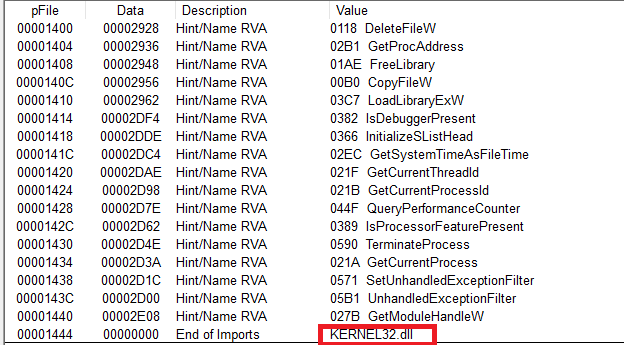 pFile Data Description Value
00001400 00002928 Hint/Name RVA 0118 DeleteFileW
00001404 00002936 Hint/Name RVA 02B1 GetProcAddress
00001408 00002948 Hint/Name RVA 01AE FreeLibrary
0000140C 00002956 Hint/Name RVA 00B0 CopyFileW
00001410 00002962 Hint/Name RVA 03C7 LoadLibraryExW
00001414 00002DF4 Hint/Name RVA 0382 IsDebuggerPresent
00001418 00002DDE Hint/Name RVA 0366 InitializeSListHead
0000141C 00002DC4 Hint/Name RVA 02EC GetSystemTimeAsFileTime
00001420 00002DAE Hint/Name RVA 021F GetCurrentThreadId
00001424 00002D98 Hint/Name RVA 021B GetCurrentProcessId
00001428 00002D7E Hint/Name RVA 044F QueryPerformanceCounter
0000142C 00002D62 Hint/Name RVA 0389 IsProcessorFeaturePresent
00001430 00002D4E Hint/Name RVA 0590 TerminateProcess
00001434 00002D3A Hint/Name RVA 021A GetCurrentProcess
00001438 00002D1C Hint/Name RVA 0571 SetUnhandledExceptionFilter
0000143C 00002D00 Hint/Name RVA 05B1 UnhandledExceptionFilter
00001440 00002E08 Hint/Name RVA 027B GetModuleHandleW
00001444 00000000 End of Imports KERNEL32.dll